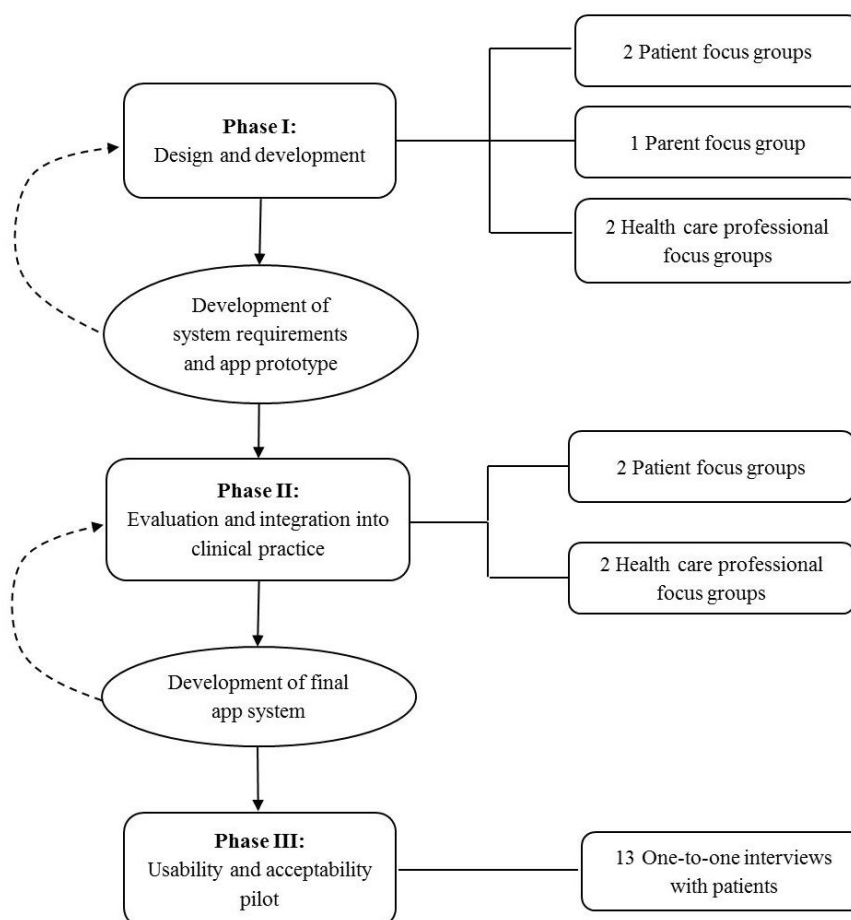 2 Patient focus groups
Phase I:
Design and development
1 Parent focus group
2 Health care professional
focus groups
Development of
system requirements
and app prototype
2 Patient focus groups
Phase II:
Evaluation and integration into
clinical practice
2 Health care professional
focus groups
Development of final
app system
Phase III:
Usability and acceptability
pilot
13 One-to-one interviews
with patients